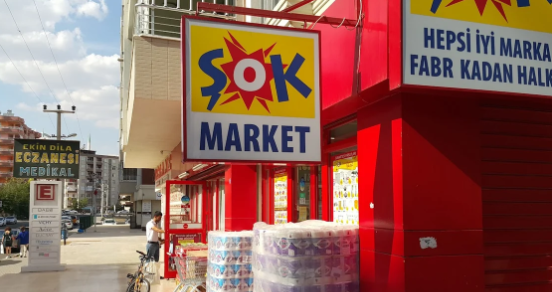 ŞOK
MARKET
HEPSİ İYİ MARKA
FABR KADAN HALK
EKİN DİLA
ECZANESİ
MEDİKAL
E